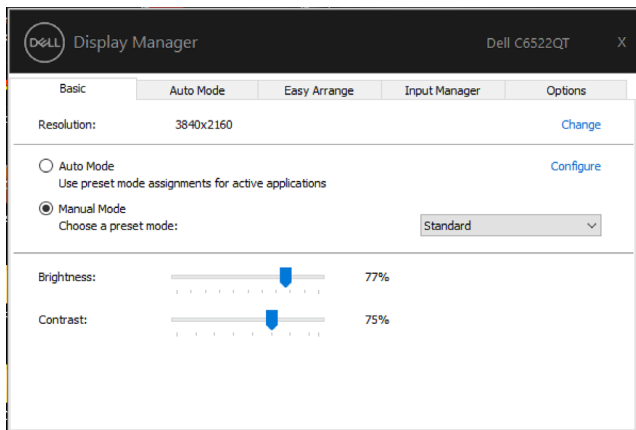 DELL Display Manager Dell C6522QT X
Basic Auto Mode Easy Arrange Input Manager Options
Resolution: 3840x2160 Change
Auto Mode Configure
Use preset mode assignments for active applications
Manual Mode
Choose a preset mode: Standard
Brightness: 77%
Contrast: 75%